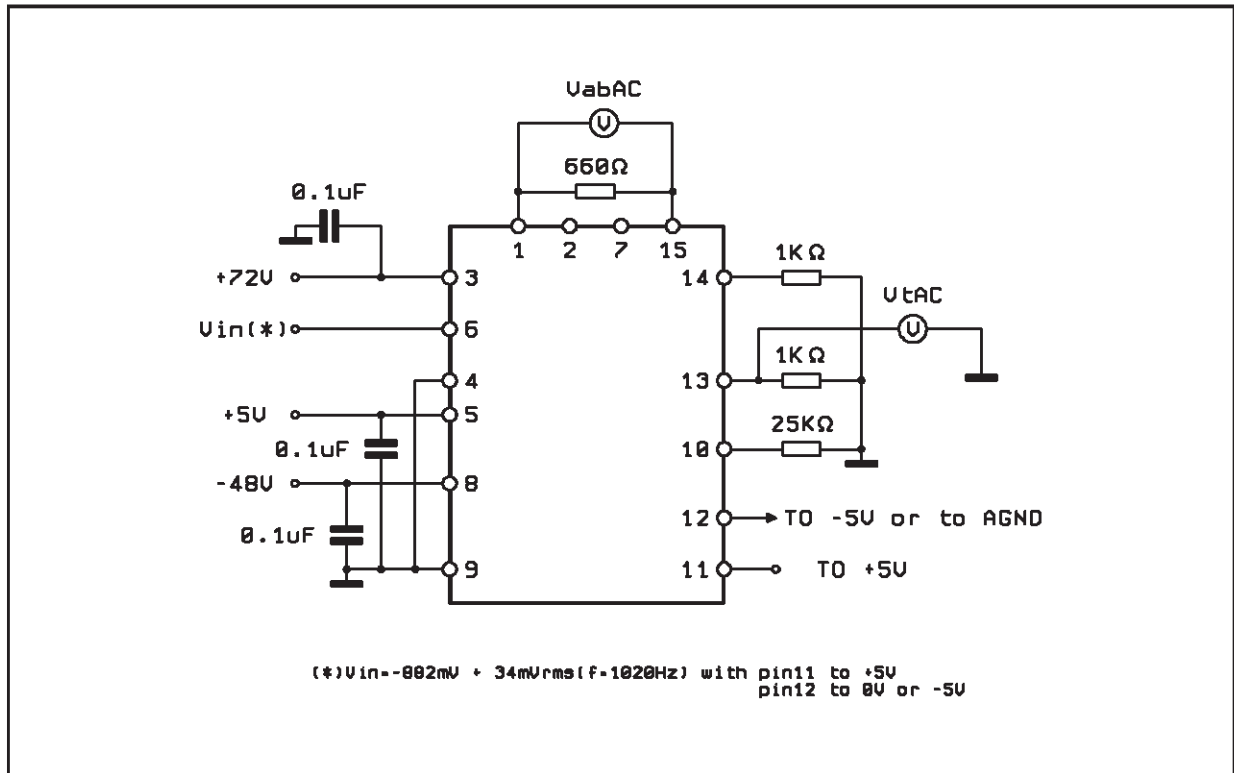 VabAC
V
660Ω
0.1uF
1 2 7 15
+72V 3
14 1KΩ
VtAC
V
Vin(*) 6
4
13 1KΩ
+5V 5
0.1uF
10 25KΩ
-48V 8
12 TO -5V or to AGND
0.1uF
9
11 TO +5V
(*)Vin=-882mV + 34mVrms(f=1020Hz) with pin11 to +5V
pin12 to 0V or -5V